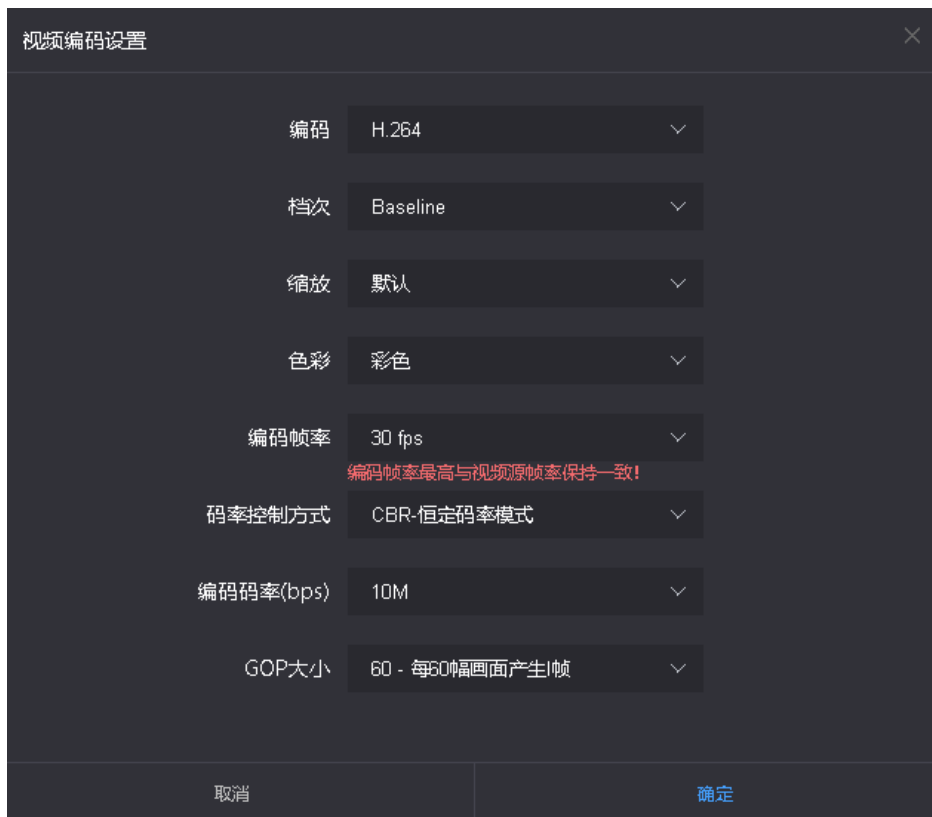 视频编码设置
编码 H.264
档次 Baseline
缩放 默认
色彩 彩色
编码帧率 30 fps
编码帧率最高与视频源帧率保持一致!
码率控制方式 CBR-恒定码率模式
编码码率(bps) 10M
GOP大小 60 - 每60幅画面产生I帧
取消 确定